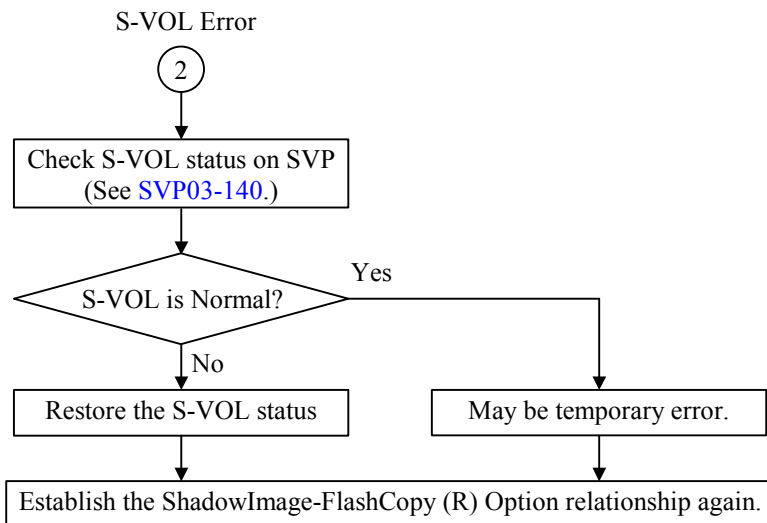 S-VOL Error
2
Check S-VOL status on SVP
(See SVP03-140.)
S-VOL is Normal?
Yes
No
Restore the S-VOL status
May be temporary error.
Establish the ShadowImage-FlashCopy (R) Option relationship again.